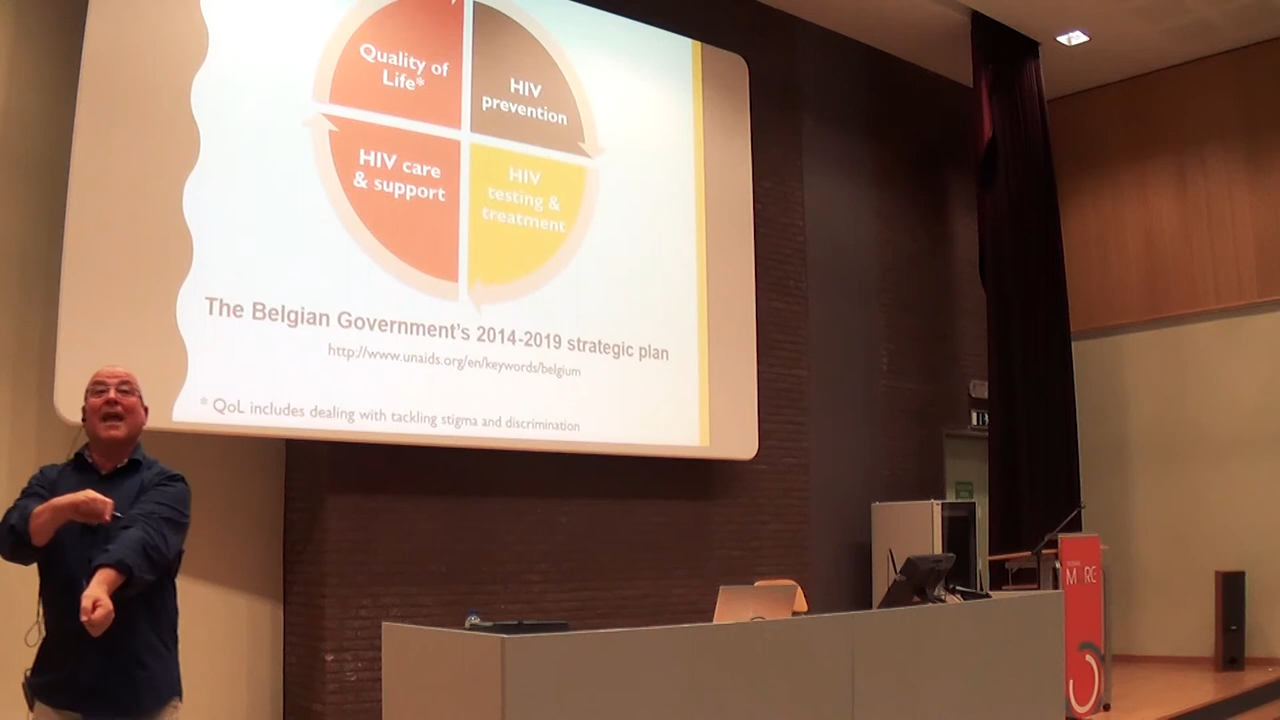 Quality of
Life*
HIV
prevention
HIV care
& support
HIV
testing &
treatment
The Belgian Government's 2014-2019 strategic plan
http://www.unaids.org/en/keywords/belgium
* QoL includes dealing with tackling stigma and discrimination